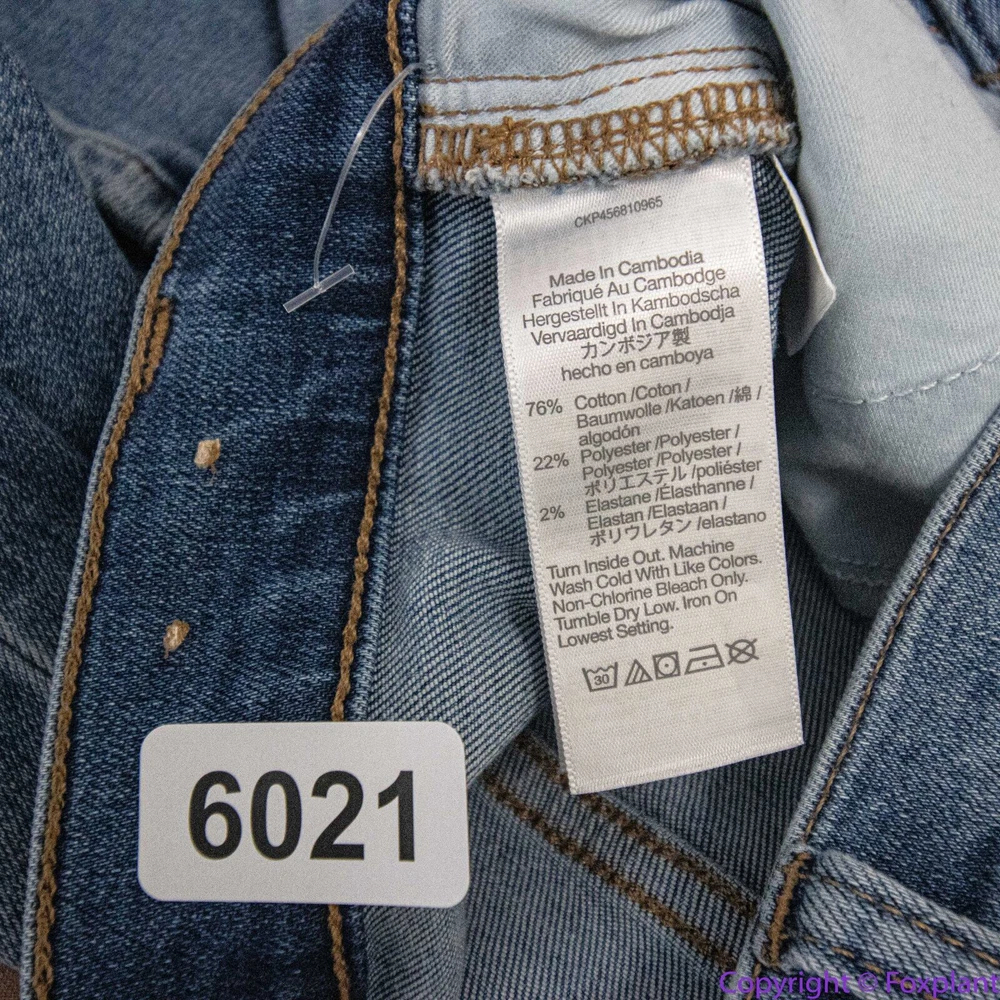 CKP456810965
Made In Cambodia
Fabriqué Au Cambodge
Hergestellt In Kambodscha
Vervaardigd In Cambodja
カンボジア製
hecho en camboya
76% Cotton /Coton /
Baumwolle /Katoen /綿 /
algodón
22% Polyester /Polyester /
Polyester /Polyester /
ポリエステル /poliéster
2% Elastane /Élasthanne /
Elastan /Elastaan /
ポリウレタン /elastano
Turn Inside Out. Machine
Wash Cold With Like Colors.
Non-Chlorine Bleach Only.
Tumble Dry Low. Iron On
Lowest Setting.
30
6021
Copyright © Foxplant